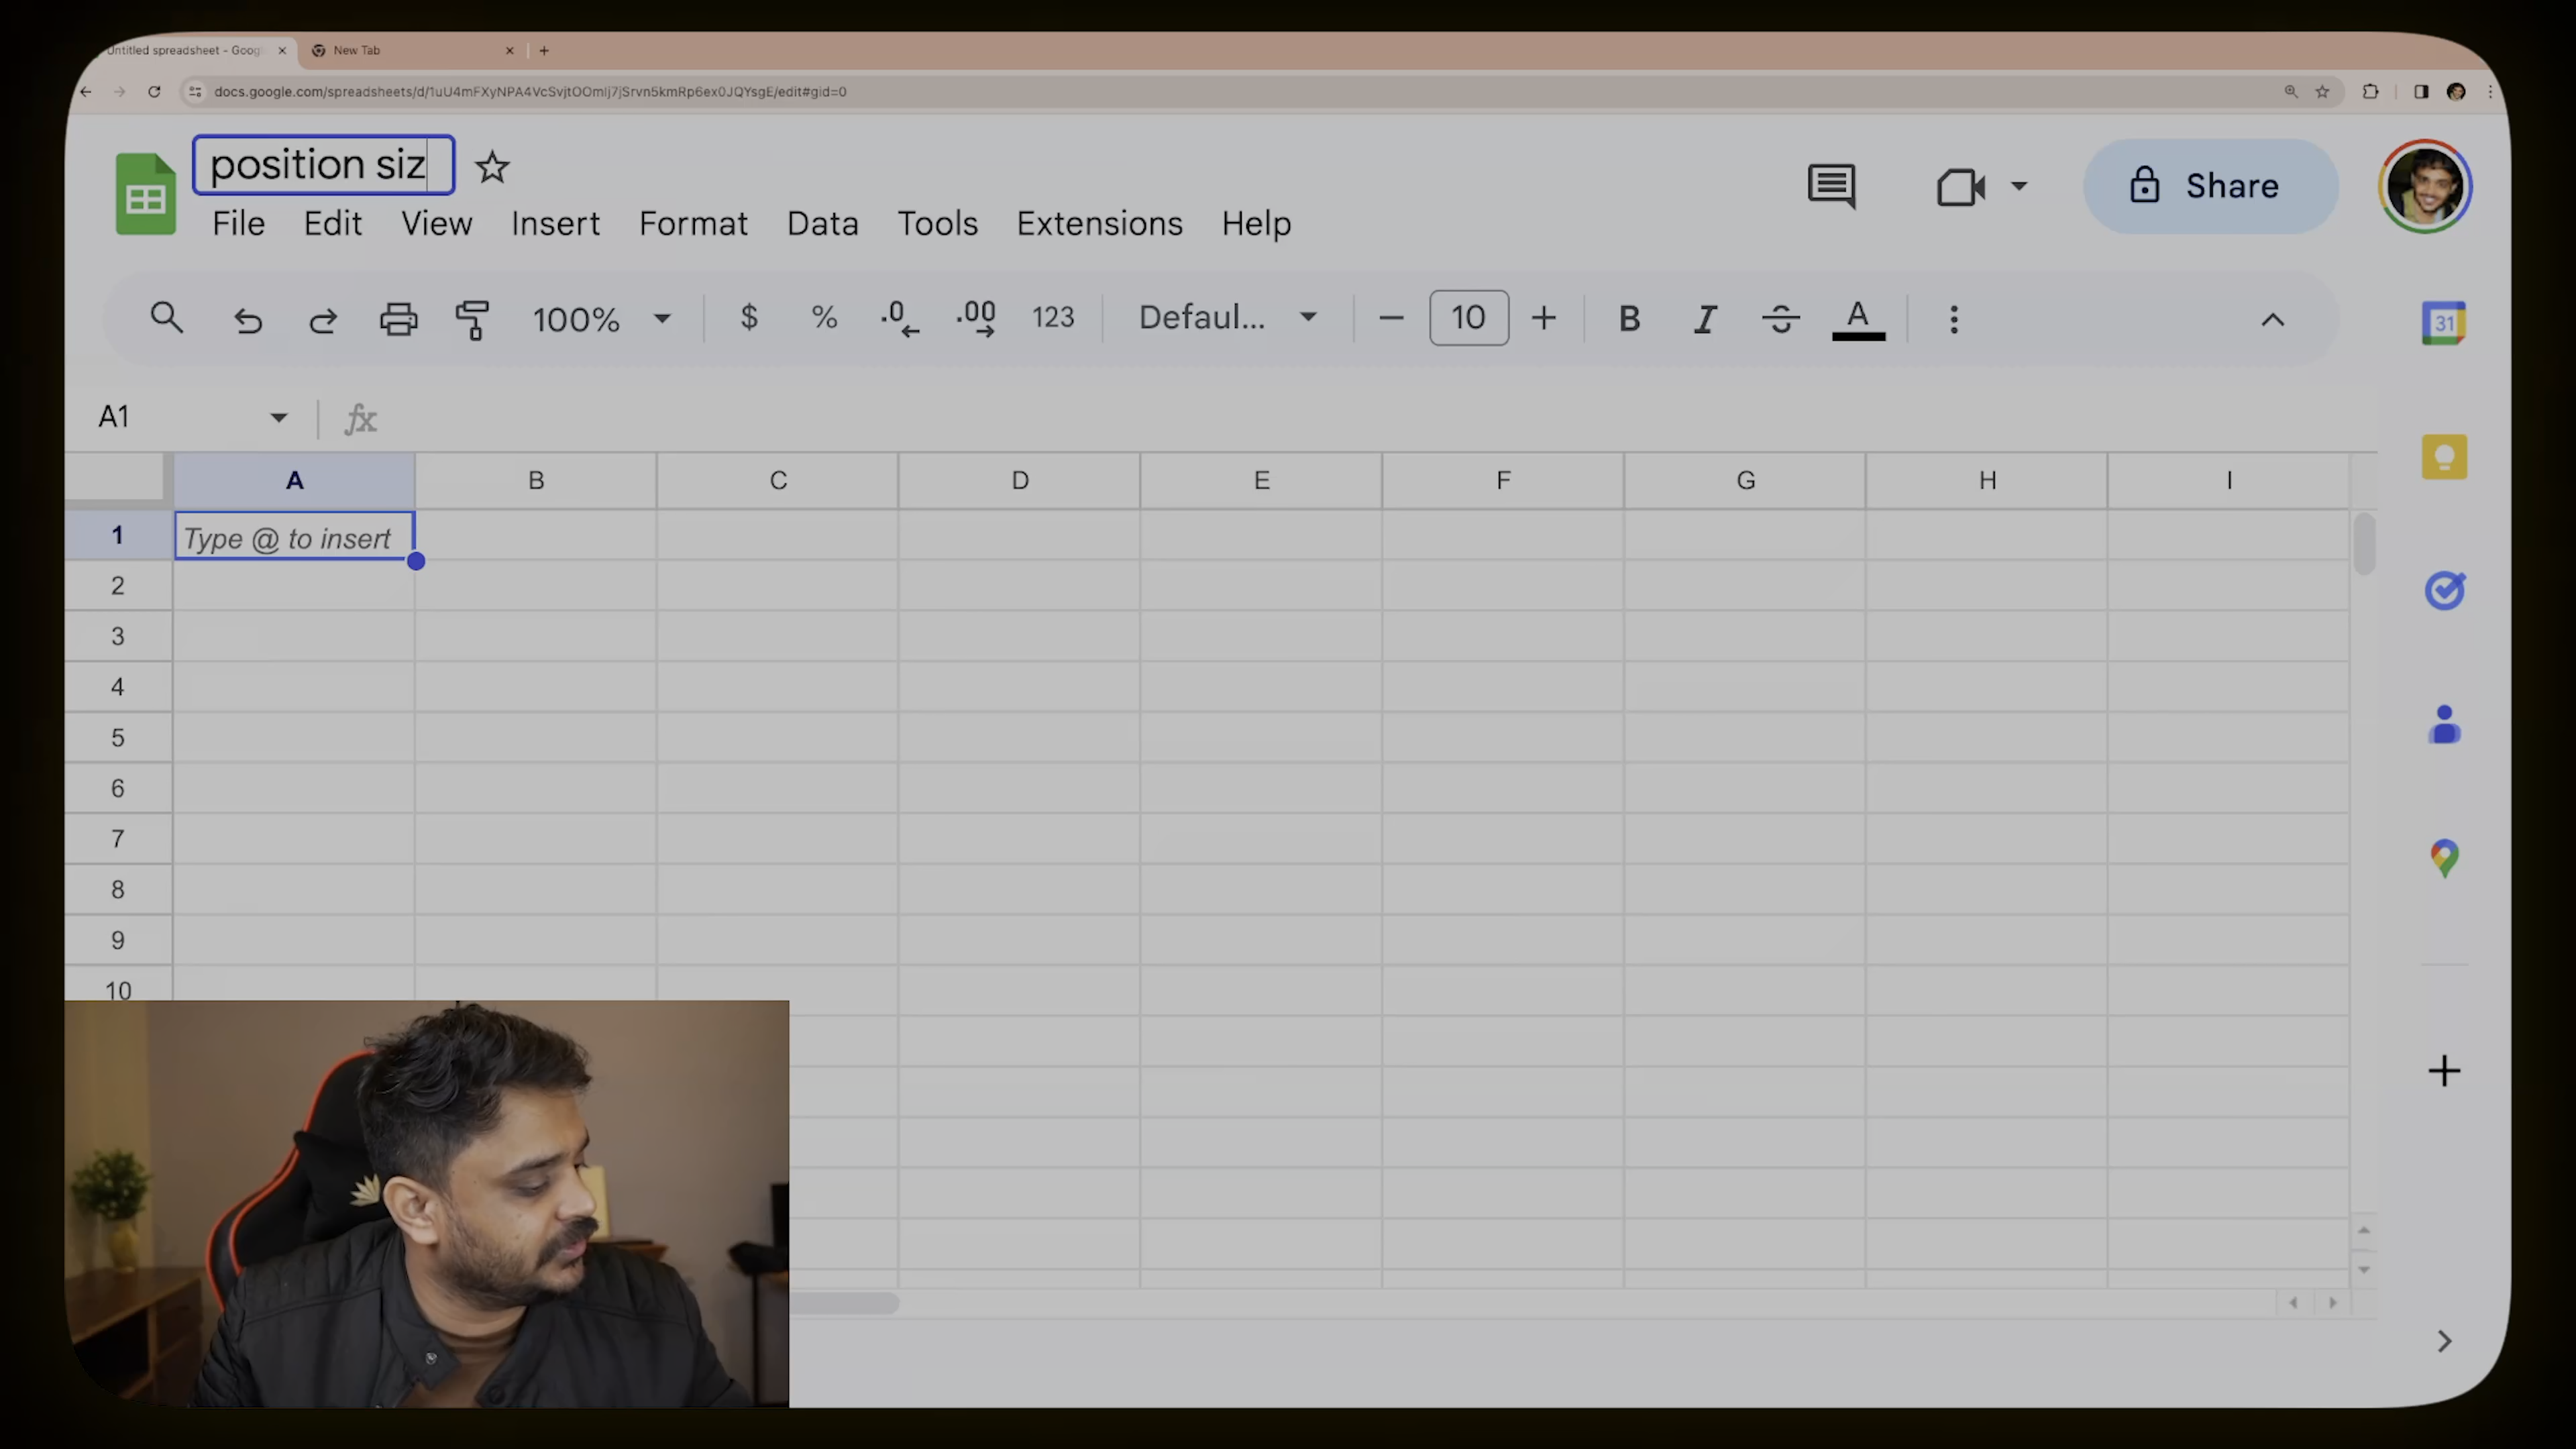 Untitled spreadsheet - Goog
New Tab
docs.google.com/spreadsheets/d/1uU4mFXyNPA4VcSvjtOOmIj7jSrvn5kmRp6ex0JQYsgE/edit#gid=0
position siz
Share
File Edit View Insert Format Data Tools Extensions Help
100% $ % .0 .00 123 Defaul... 10 B I A
31
A1 fx
A B C D E F G H I
1 Type @ to insert
2
3
4
5
6
7
8
9
10